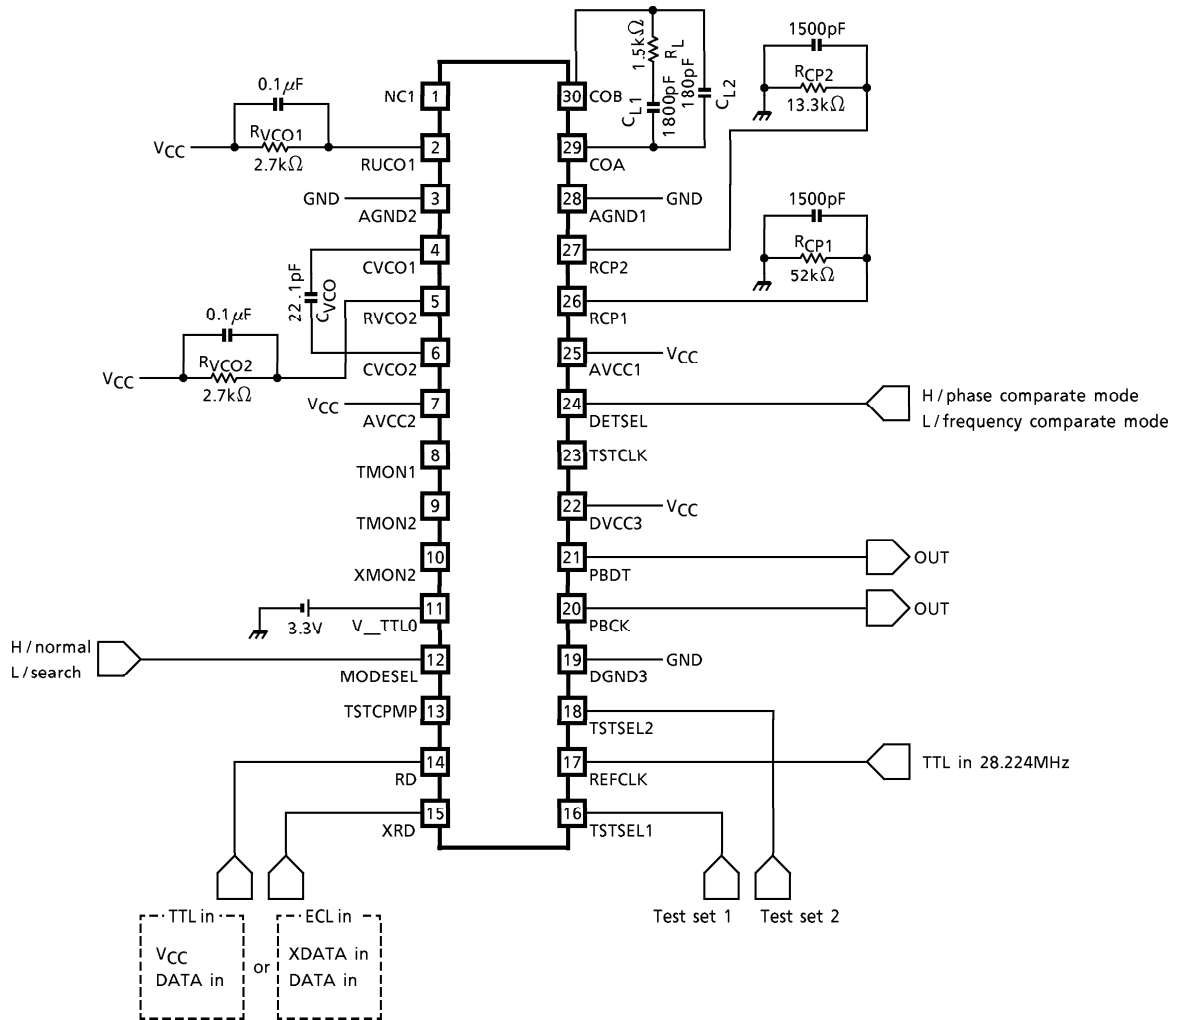 1500pF
RCP2
13.3kΩ
1.5kΩ
RL
CL1
1800pF
180pF
CL2
0.1μF
RVCO1
VCC
2.7kΩ
NC1
1
30
COB
2
RUCO1
29
COA
GND
3
AGND2
28
GND
AGND1
1500pF
RCP1
52kΩ
4
CVCO1
27
RCP2
22.1pF
CVCO
5
RVCO2
26
RCP1
0.1μF
RVCO2
VCC
2.7kΩ
6
CVCO2
25
VCC
AVCC1
VCC
7
AVCC2
24
DETSEL
H/phase comparate mode
L/frequency comparate mode
8
TMON1
23
TSTCLK
9
TMON2
22
VCC
DVCC3
10
XMON2
21
PBDT
OUT
3.3V
11
V__TTL0
20
PBCK
OUT
H/normal
L/search
12
MODESEL
19
GND
DGND3
TSTCPMP
13
18
TSTSEL2
14
RD
17
REFCLK
TTL in 28.224MHz
15
XRD
16
TSTSEL1
Test set 1
Test set 2
TTL in
VCC
DATA in
or
ECL in
XDATA in
DATA in